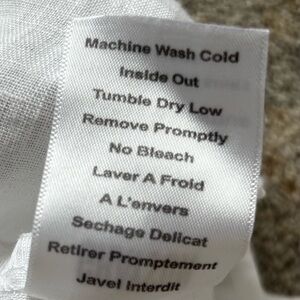 Machine Wash Cold
Inside Out
Tumble Dry Low
Remove Promptly
No Bleach
Laver A Froid
A L'envers
Sechage Delicat
Retirer Promptement
Javel Interdit